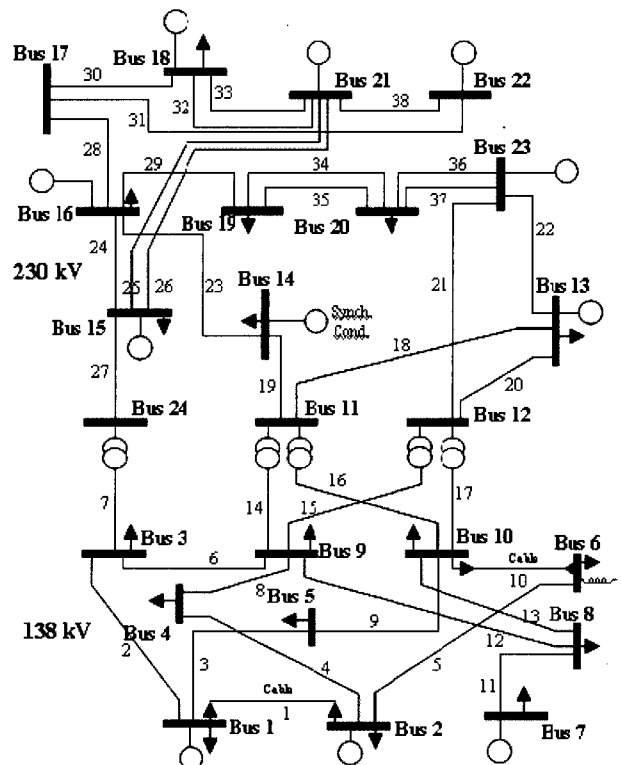 Bus 17
Bus 18
Bus 21
Bus 22
30
33
32
38
31
Bus 23
28
29
34
36
35
37
Bus 16
Bus 19
Bus 20
22
24
230 kV
25
26
23
Bus 14
21
Bus 13
Synch.
Cond.
Bus 15
18
27
19
20
Bus 24
Bus 11
Bus 12
16
7
14
15
17
Bus 3
Bus 9
Bus 10
Bus 6
6
Cable
10
8
Bus 5
13
Bus 8
138 kV
Bus 4
9
12
2
3
4
5
11
Cable
1
Bus 1
Bus 2
Bus 7